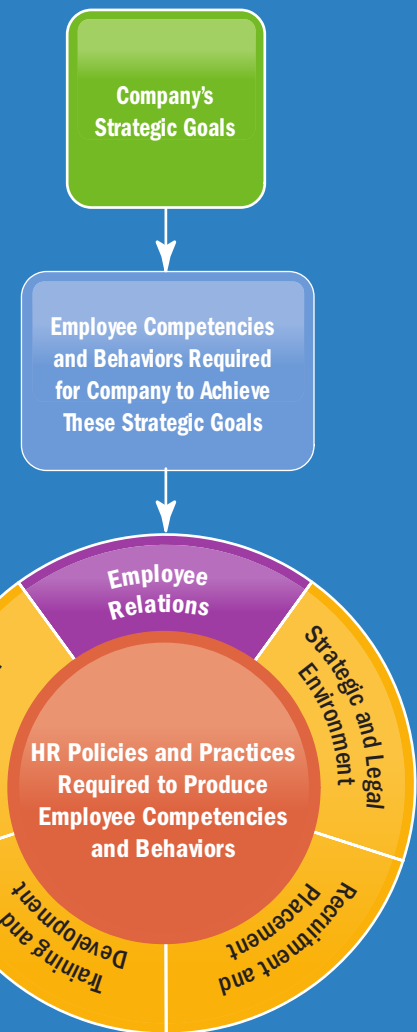 Company's
Strategic Goals
Employee Competencies
and Behaviors Required
for Company to Achieve
These Strategic Goals
Employee
Relations
Strategic and Legal
Environment
HR Policies and Practices
Required to Produce
Employee Competencies
and Behaviors
Recruitment and
Placement
Training and
Development